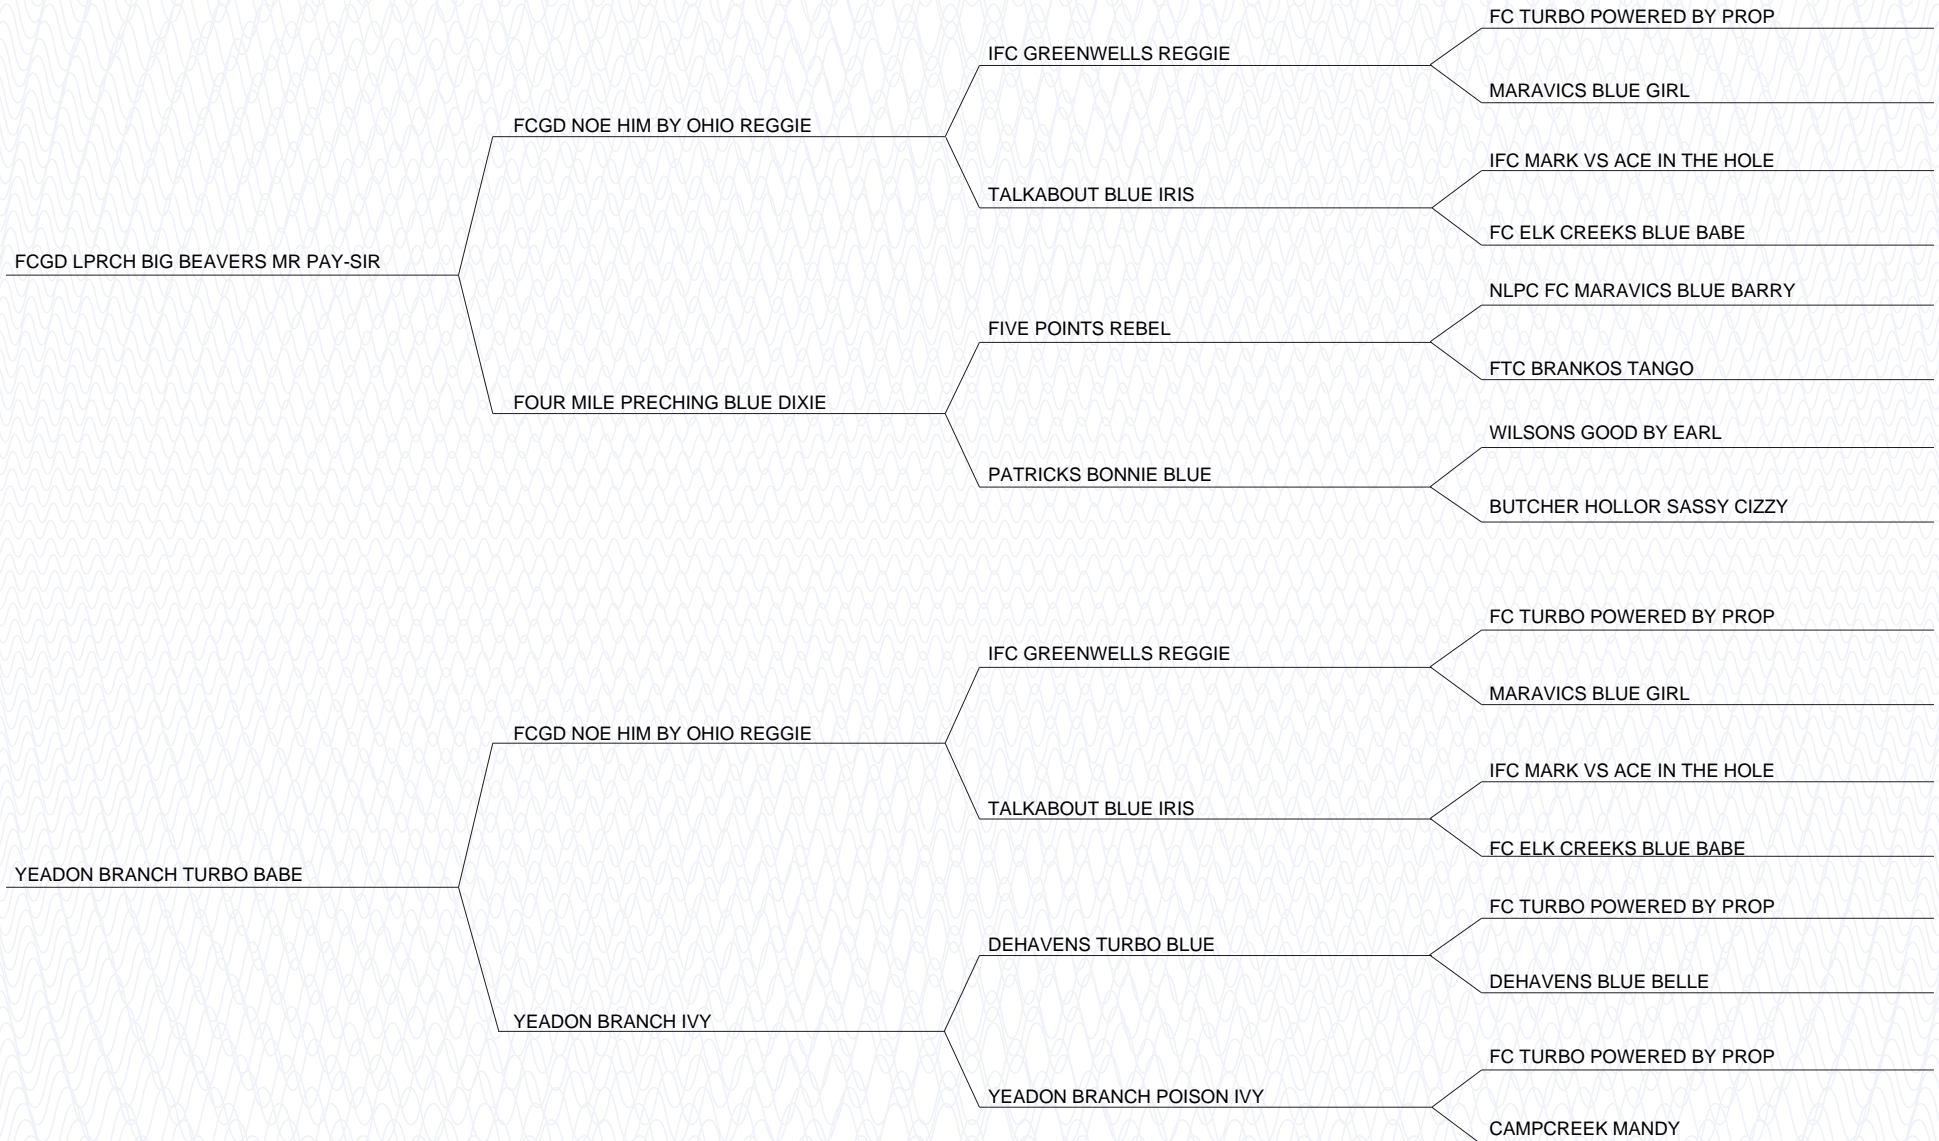 FC TURBO POWERED BY PROP
IFC GREENWELLS REGGIE
MARAVICS BLUE GIRL
FCGD NOE HIM BY OHIO REGGIE
IFC MARK VS ACE IN THE HOLE
TALKABOUT BLUE IRIS
FC ELK CREEKS BLUE BABE
FCGD LPRCH BIG BEAVERS MR PAY-SIR
NLPC FC MARAVICS BLUE BARRY
FIVE POINTS REBEL
FTC BRANKOS TANGO
FOUR MILE PRECHING BLUE DIXIE
WILSONS GOOD BY EARL
PATRICKS BONNIE BLUE
BUTCHER HOLLOR SASSY CIZZY
FC TURBO POWERED BY PROP
IFC GREENWELLS REGGIE
MARAVICS BLUE GIRL
FCGD NOE HIM BY OHIO REGGIE
IFC MARK VS ACE IN THE HOLE
TALKABOUT BLUE IRIS
FC ELK CREEKS BLUE BABE
YEADON BRANCH TURBO BABE
FC TURBO POWERED BY PROP
DEHAVENS TURBO BLUE
DEHAVENS BLUE BELLE
YEADON BRANCH IVY
FC TURBO POWERED BY PROP
YEADON BRANCH POISON IVY
CAMPCREEK MANDY